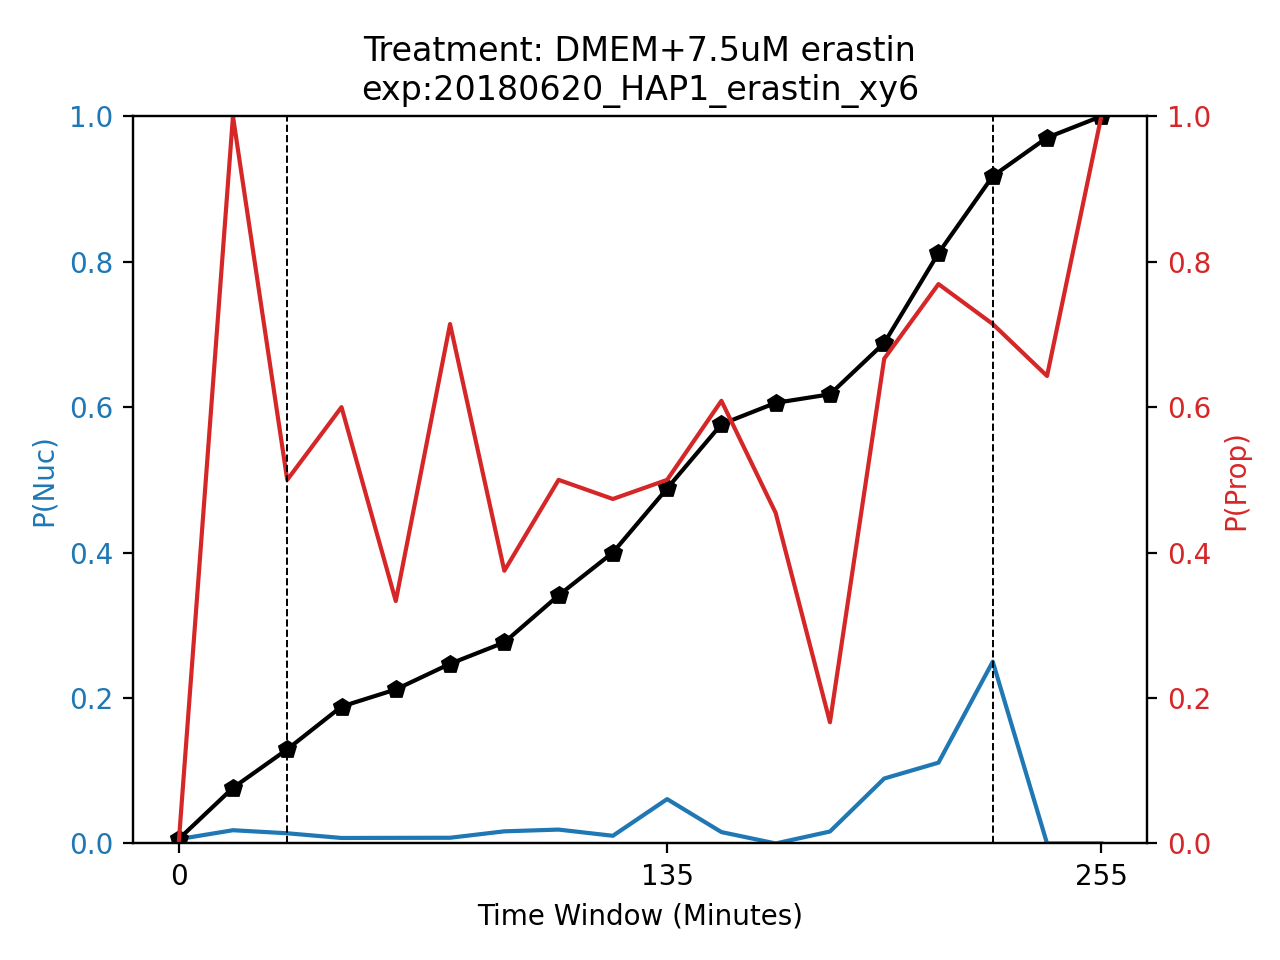 Treatment: DMEM+7.5uM erastin
exp:20180620_HAP1_erastin_xy6
1.0
0.8
0.6
0.4
0.2
0.0
P(Nuc)
1.0
0.8
0.6
0.4
0.2
0.0
P(Prop)
0 135 255
Time Window (Minutes)